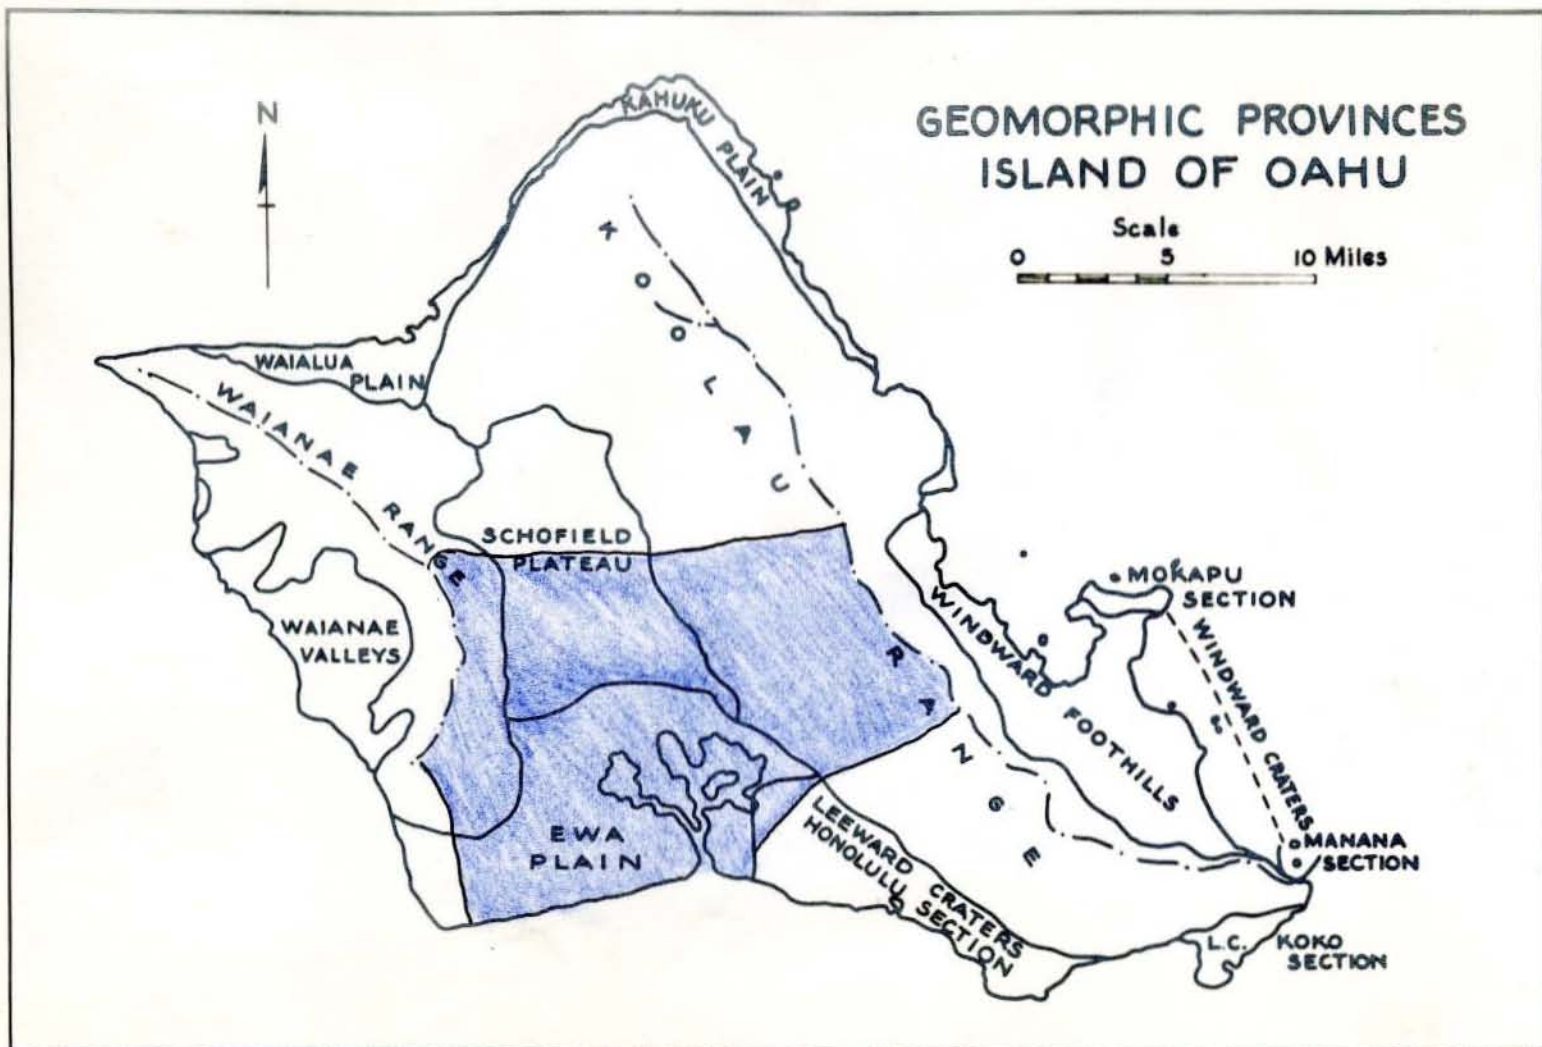 N
GEOMORPHIC PROVINCES
ISLAND OF OAHU
Scale
0 5 10 Miles
KAHUKU PLAIN
KOOLAU RANGE
WAIALUA
PLAIN
WAIANAE RANGE
SCHOFIELD
PLATEAU
WAIANAE
VALLEYS
MOKAPU
SECTION
WINDWARD FOOTHILLS
WINDWARD CRATERS
MANANA
SECTION
EWA
PLAIN
LEEWARD CRATERS
HONOLULU SECTION
L.C. KOKO
SECTION